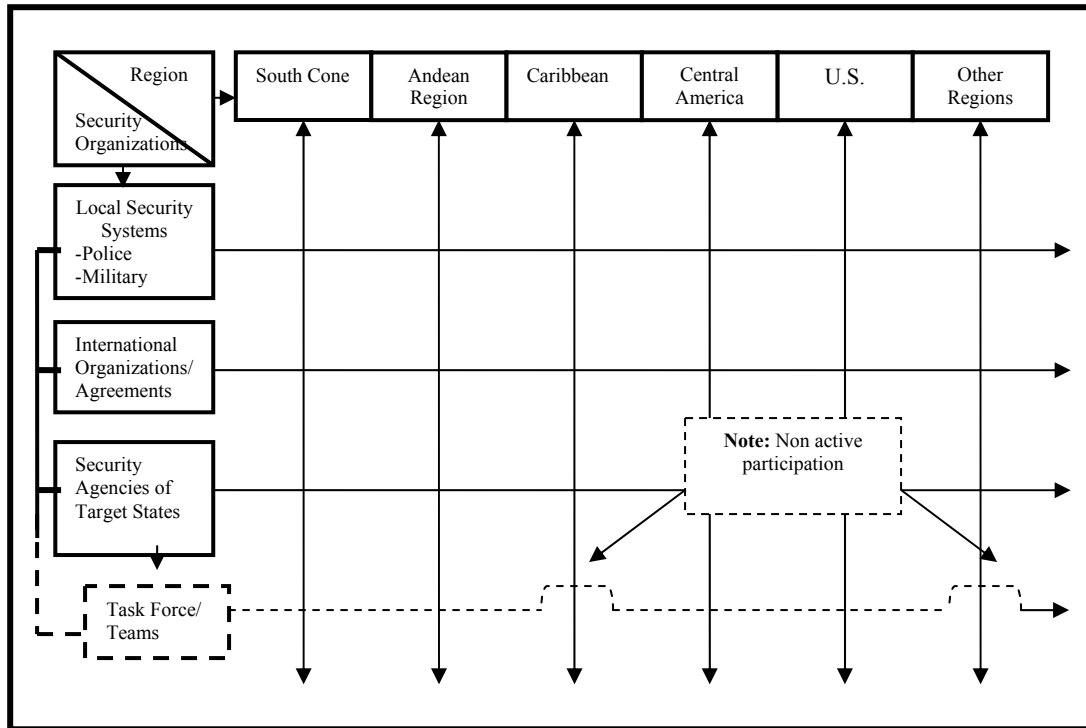 Region
Security
Organizations
South Cone
Andean
Region
Caribbean
Central
America
U.S.
Other
Regions
Local Security
Systems
-Police
-Military
International
Organizations/
Agreements
Security
Agencies of
Target States
Note: Non active
participation
Task Force/
Teams